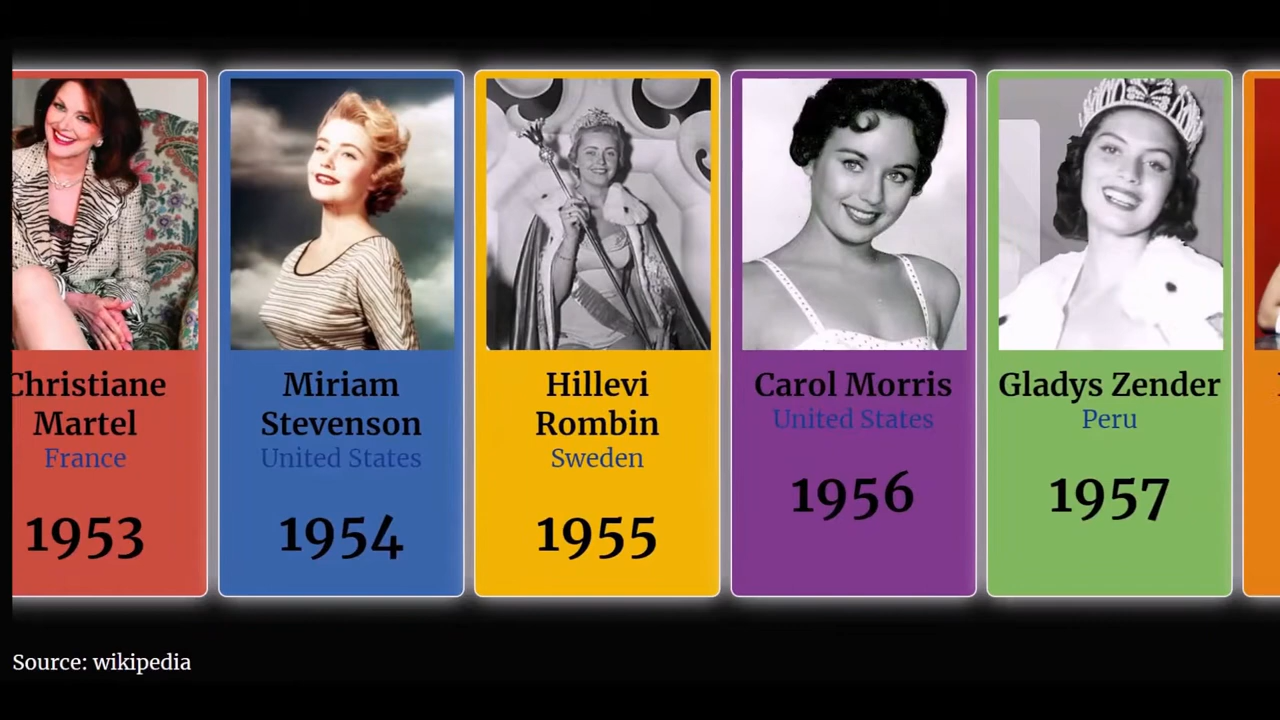 Christiane
Martel
France
1953
Miriam
Stevenson
United States
1954
Hillevi
Rombin
Sweden
1955
Carol Morris
United States
1956
Gladys Zender
Peru
1957
Source: wikipedia